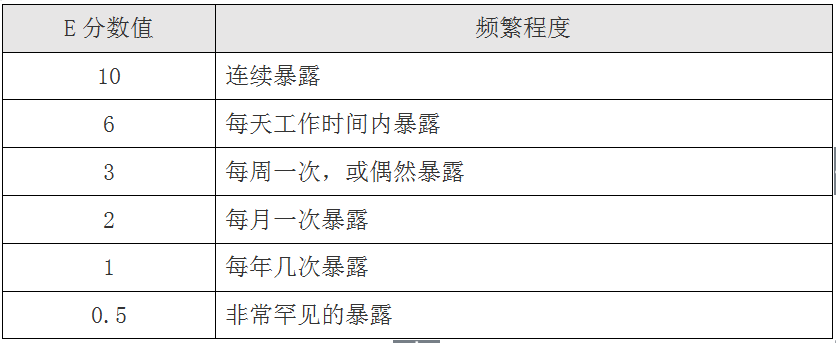 E 分数值 频繁程度
10 连续暴露
6 每天工作时间内暴露
3 每周一次，或偶然暴露
2 每月一次暴露
1 每年几次暴露
0.5 非常罕见的暴露